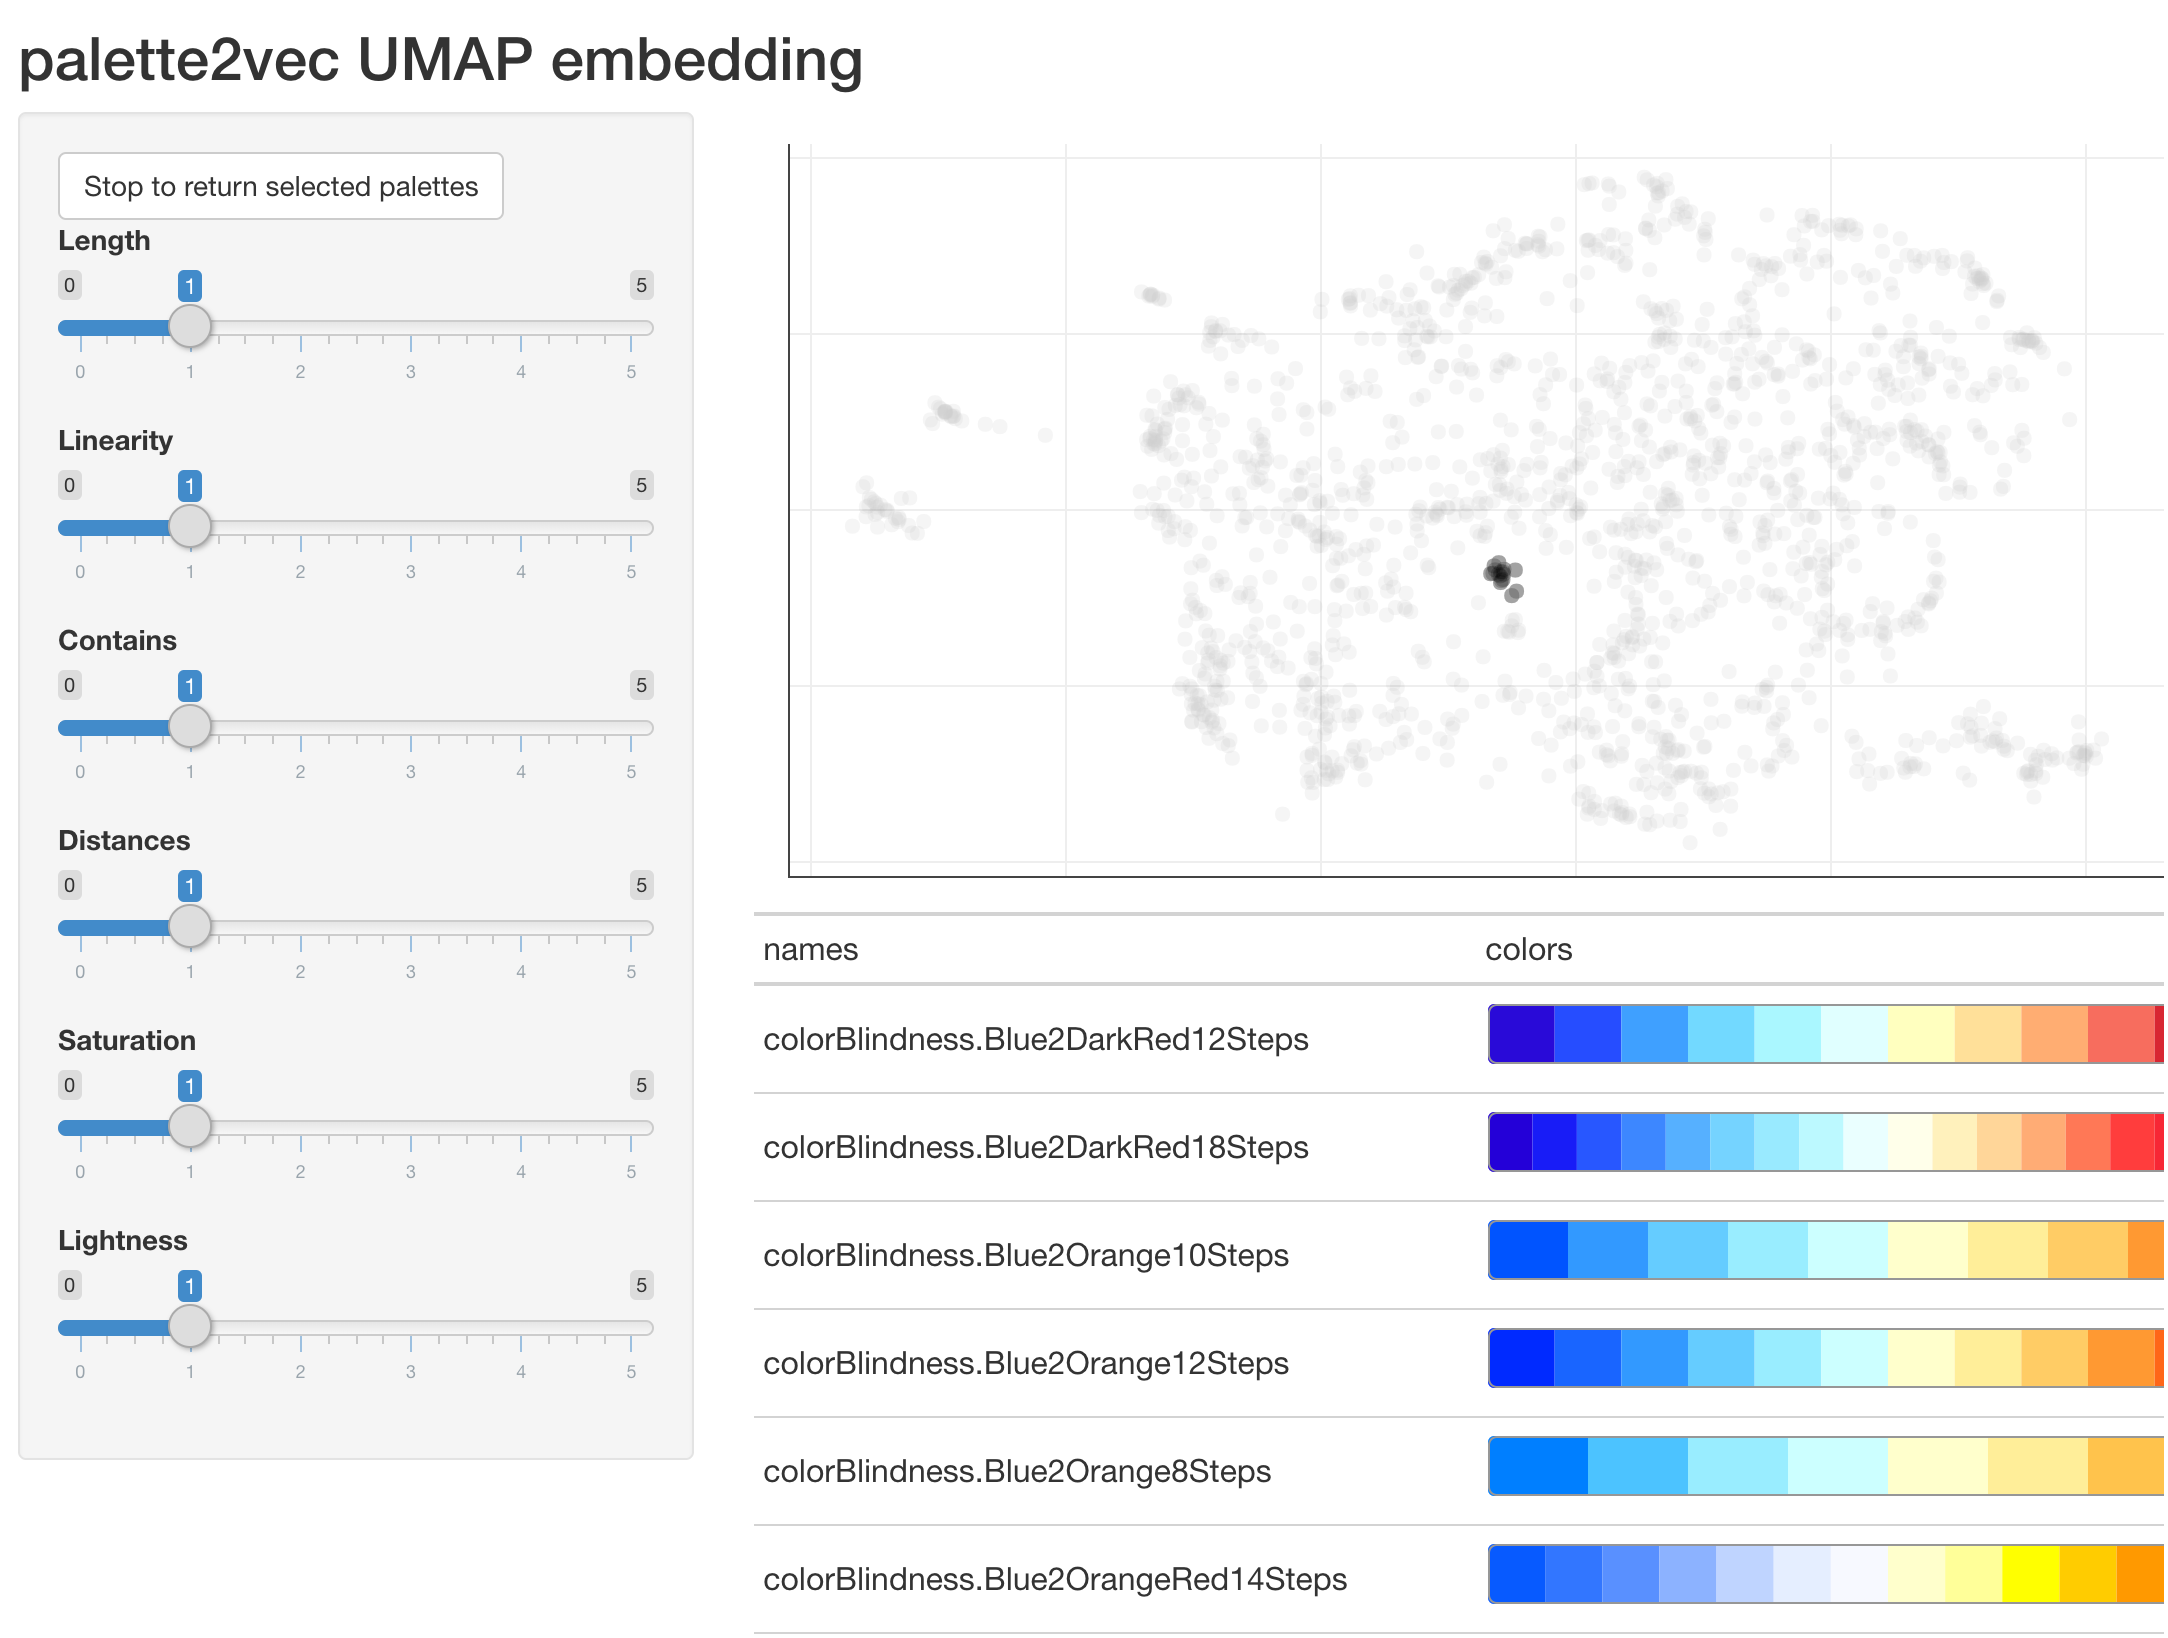 palette2vec UMAP embedding
Stop to return selected palettes
Length
0 1 5
0 1 2 3 4 5
Linearity
0 1 5
0 1 2 3 4 5
Contains
0 1 5
0 1 2 3 4 5
Distances
0 1 5
0 1 2 3 4 5
Saturation
0 1 5
0 1 2 3 4 5
Lightness
0 1 5
0 1 2 3 4 5
names colors
colorBlindness.Blue2DarkRed12Steps
colorBlindness.Blue2DarkRed18Steps
colorBlindness.Blue2Orange10Steps
colorBlindness.Blue2Orange12Steps
colorBlindness.Blue2Orange8Steps
colorBlindness.Blue2OrangeRed14Steps